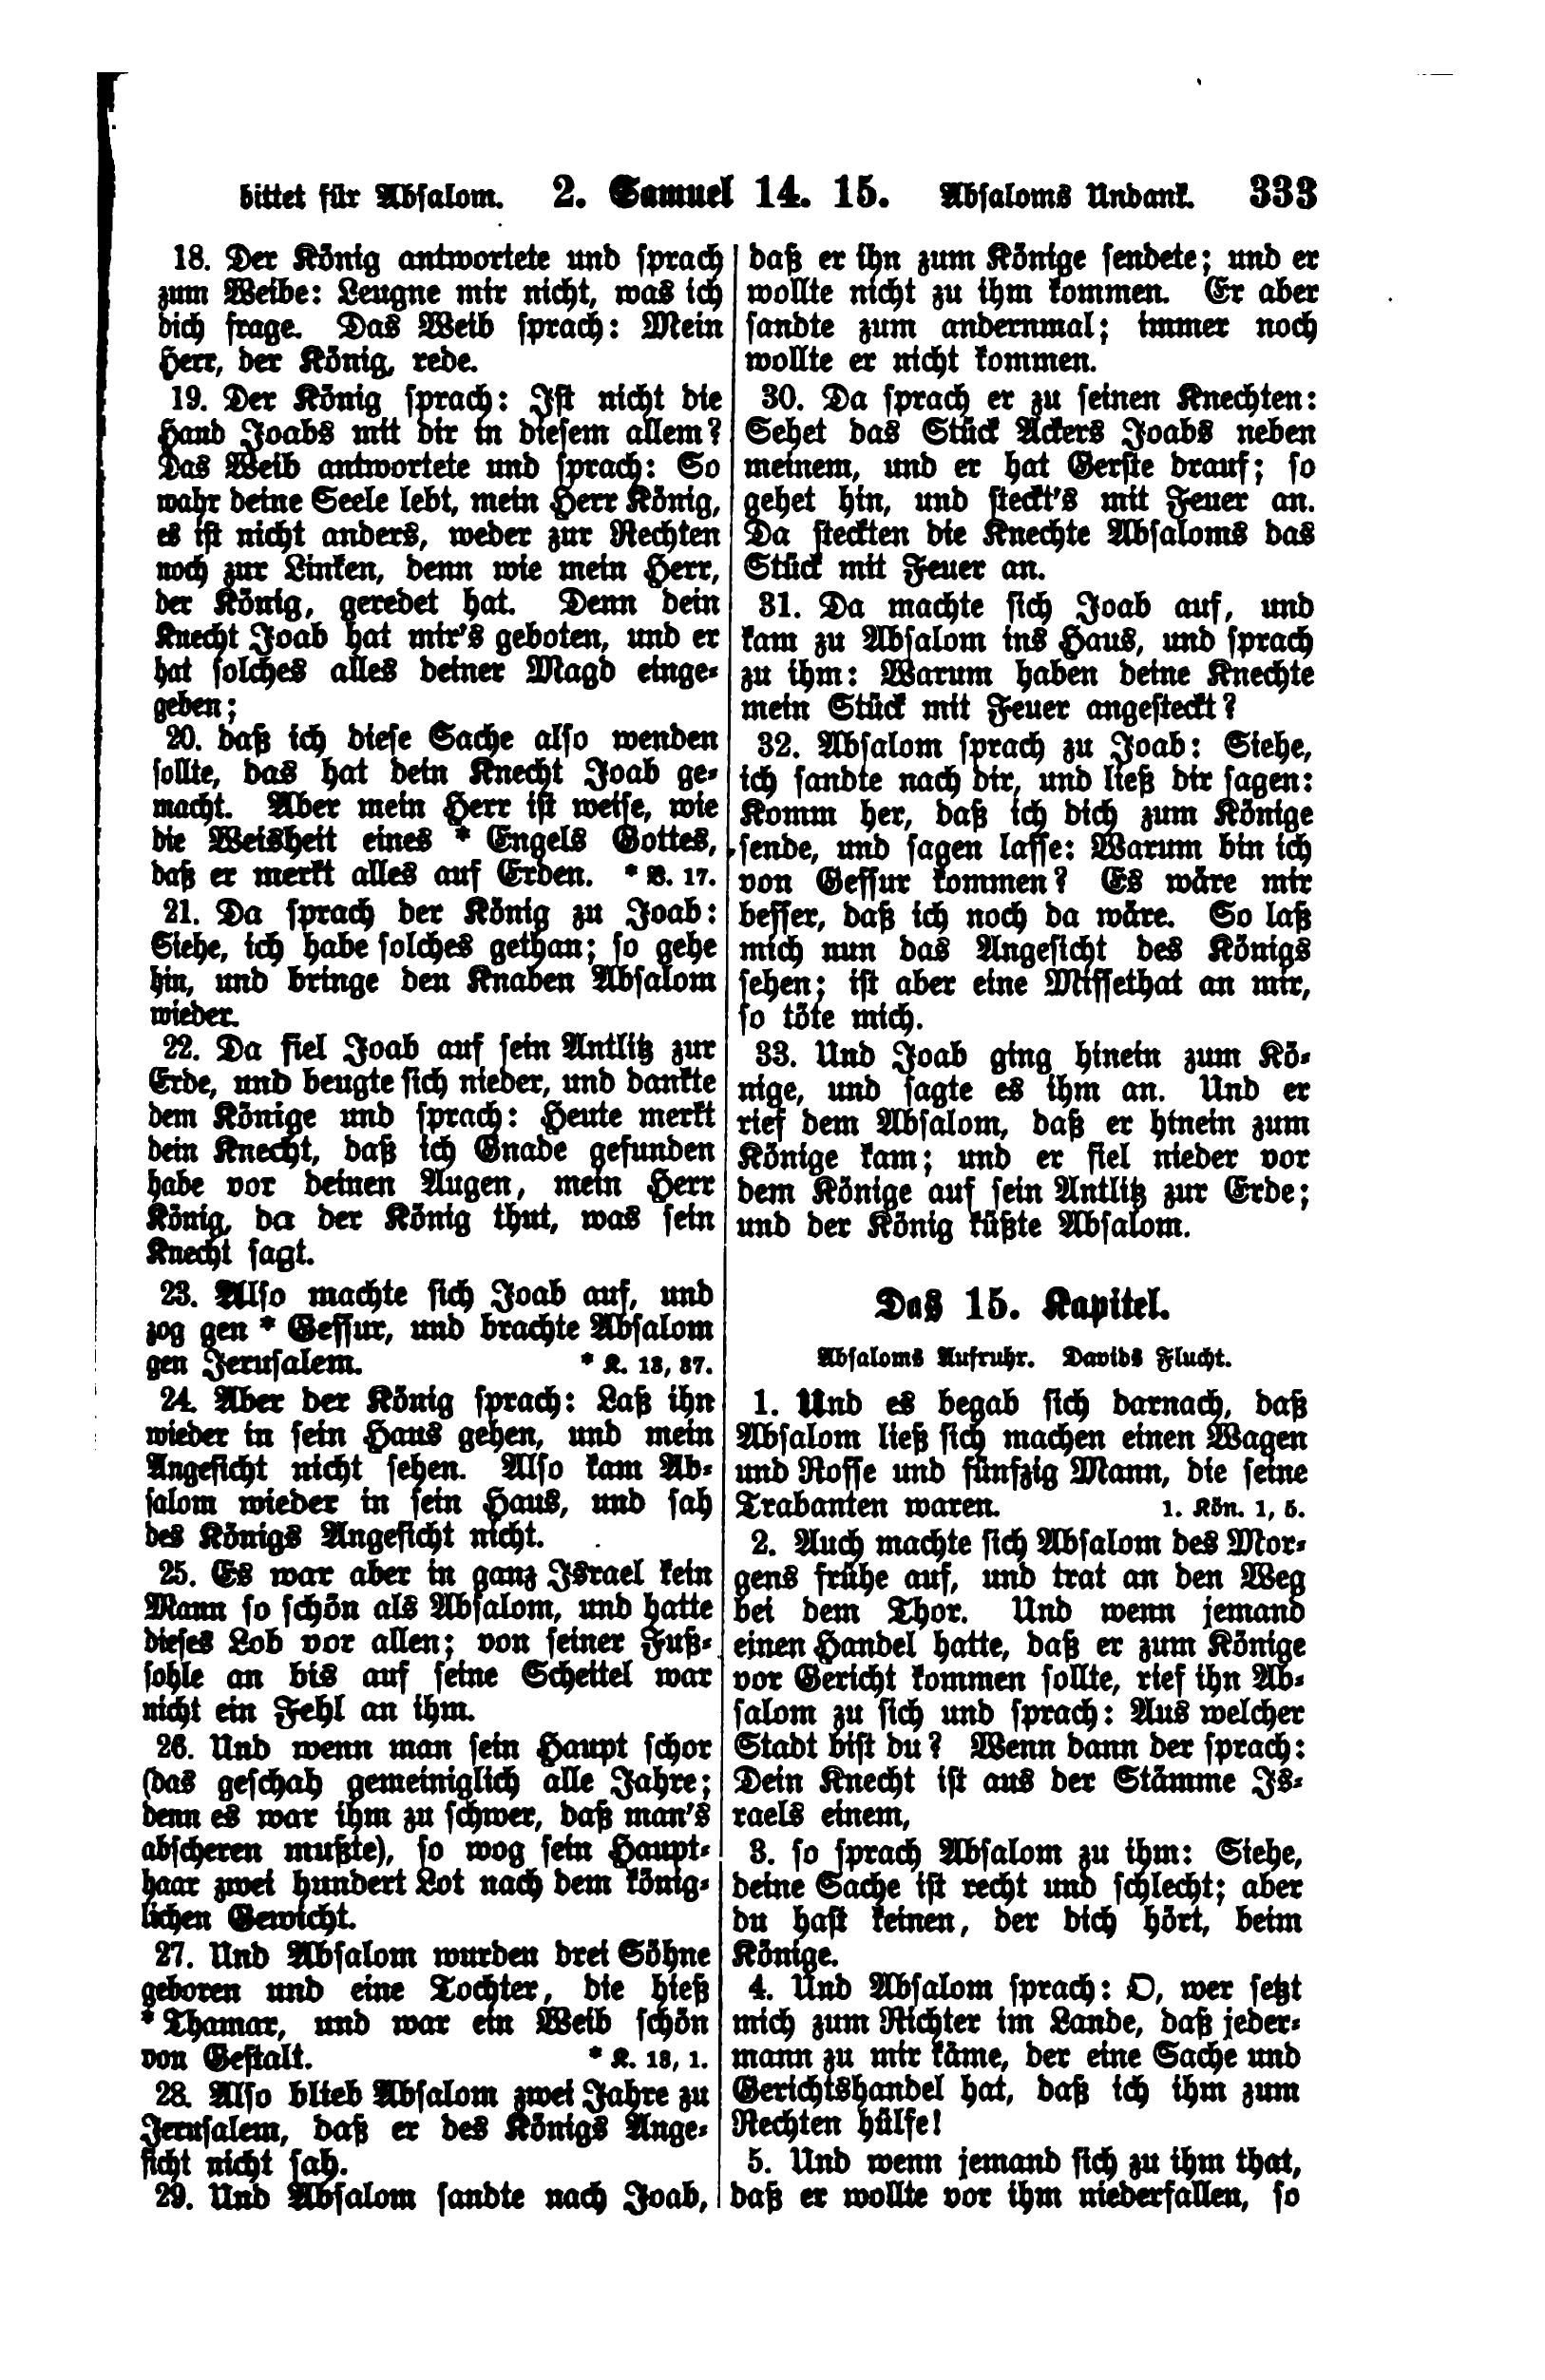 bittet für Absalom. 2. Samuel 14. 15. Absaloms Undank. 333
18. Der König antwortete und sprach
zum Weibe: Leugne mir nicht, was ich
dich frage. Das Weib sprach: Mein
Herr, der König, rede.
19. Der König sprach: Ist nicht die
Hand Joabs mit dir in diesem allem?
Das Weib antwortete und sprach: So
wahr deine Seele lebt, mein Herr König,
es ist nicht anders, weder zur Rechten
noch zur Linken, denn wie mein Herr,
der König, geredet hat. Denn dein
Knecht Joab hat mir's geboten, und er
hat solches alles deiner Magd einge-
geben;
20. daß ich diese Sache also wenden
sollte, das hat dein Knecht Joab ge-
macht. Aber mein Herr ist weise, wie
die Weisheit eines * Engels Gottes,
daß er merkt alles auf Erden. * V. 17.
21. Da sprach der König zu Joab:
Siehe, ich habe solches gethan; so gehe
hin, und bringe den Knaben Absalom
wieder.
22. Da fiel Joab auf sein Antlitz zur
Erde, und beugte sich nieder, und dankte
dem Könige und sprach: Heute merkt
dein Knecht, daß ich Gnade gefunden
habe vor deinen Augen, mein Herr
König, da der König thut, was sein
Knecht sagt.
23. Also machte sich Joab auf, und
zog gen * Gessur, und brachte Absalom
gen Jerusalem. * K. 13, 37.
24. Aber der König sprach: Laß ihn
wieder in sein Haus gehen, und mein
Angesicht nicht sehen. Also kam Ab-
salom wieder in sein Haus, und sah
des Königs Angesicht nicht.
25. Es war aber in ganz Israel kein
Mann so schön als Absalom, und hatte
dieses Lob vor allen; von seiner Fuß-
sohle an bis auf seine Scheitel war
nicht ein Fehl an ihm.
26. Und wenn man sein Haupt schor
(das geschah gemeiniglich alle Jahre;
denn es war ihm zu schwer, daß man's
abscheren mußte), so wog sein Haupt-
haar zwei hundert Lot nach dem könig-
lichen Gewicht.
27. Und Absalom wurden drei Söhne
geboren und eine Tochter, die hieß
* Thamar, und war ein Weib schön
von Gestalt. * K. 13, 1.
28. Also blieb Absalom zwei Jahre zu
Jerusalem, daß er des Königs Ange-
sicht nicht sah.
29. Und Absalom sandte nach Joab,
daß er ihn zum Könige sendete; und er
wollte nicht zu ihm kommen. Er aber
sandte zum andernmal; immer noch
wollte er nicht kommen.
30. Da sprach er zu seinen Knechten:
Sehet das Stück Ackers Joabs neben
meinem, und er hat Gerste drauf; so
gehet hin, und steckt's mit Feuer an.
Da steckten die Knechte Absaloms das
Stück mit Feuer an.
31. Da machte sich Joab auf, und
kam zu Absalom ins Haus, und sprach
zu ihm: Warum haben deine Knechte
mein Stück mit Feuer angesteckt?
32. Absalom sprach zu Joab: Siehe,
ich sandte nach dir, und ließ dir sagen:
Komm her, daß ich dich zum Könige
sende, und sagen lasse: Warum bin ich
von Gessur kommen? Es wäre mir
besser, daß ich noch da wäre. So laß
mich nun das Angesicht des Königs
sehen; ist aber eine Missethat an mir,
so töte mich.
33. Und Joab ging hinein zum Kö-
nige, und sagte es ihm an. Und er
rief dem Absalom, daß er hinein zum
Könige kam; und er fiel nieder vor
dem Könige auf sein Antlitz zur Erde;
und der König küßte Absalom.
Das 15. Kapitel.
Absaloms Aufruhr. Davids Flucht.
1. Und es begab sich darnach, daß
Absalom ließ sich machen einen Wagen
und Rosse und fünfzig Mann, die seine
Trabanten waren. 1. Kön. 1, 5.
2. Auch machte sich Absalom des Mor-
gens frühe auf, und trat an den Weg
bei dem Thor. Und wenn jemand
einen Handel hatte, daß er zum Könige
vor Gericht kommen sollte, rief ihn Ab-
salom zu sich und sprach: Aus welcher
Stadt bist du? Wenn dann der sprach:
Dein Knecht ist aus der Stämme Is-
raels einem,
3. so sprach Absalom zu ihm: Siehe,
deine Sache ist recht und schlecht; aber
du hast keinen, der dich hört, beim
Könige.
4. Und Absalom sprach: O, wer setzt
mich zum Richter im Lande, daß jeder-
mann zu mir käme, der eine Sache und
Gerichtshandel hat, daß ich ihm zum
Rechten hülfe!
5. Und wenn jemand sich zu ihm that,
daß er wollte vor ihm niederfallen, so